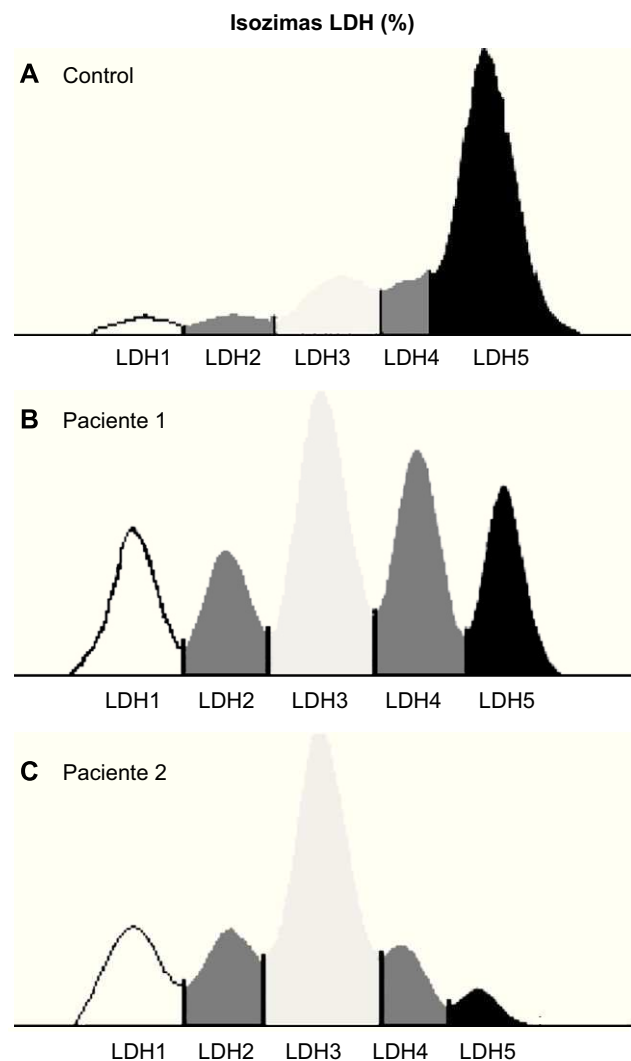 Isozimas LDH (%)
A Control
LDH1 LDH2 LDH3 LDH4 LDH5
B Paciente 1
LDH1 LDH2 LDH3 LDH4 LDH5
C Paciente 2
LDH1 LDH2 LDH3 LDH4 LDH5